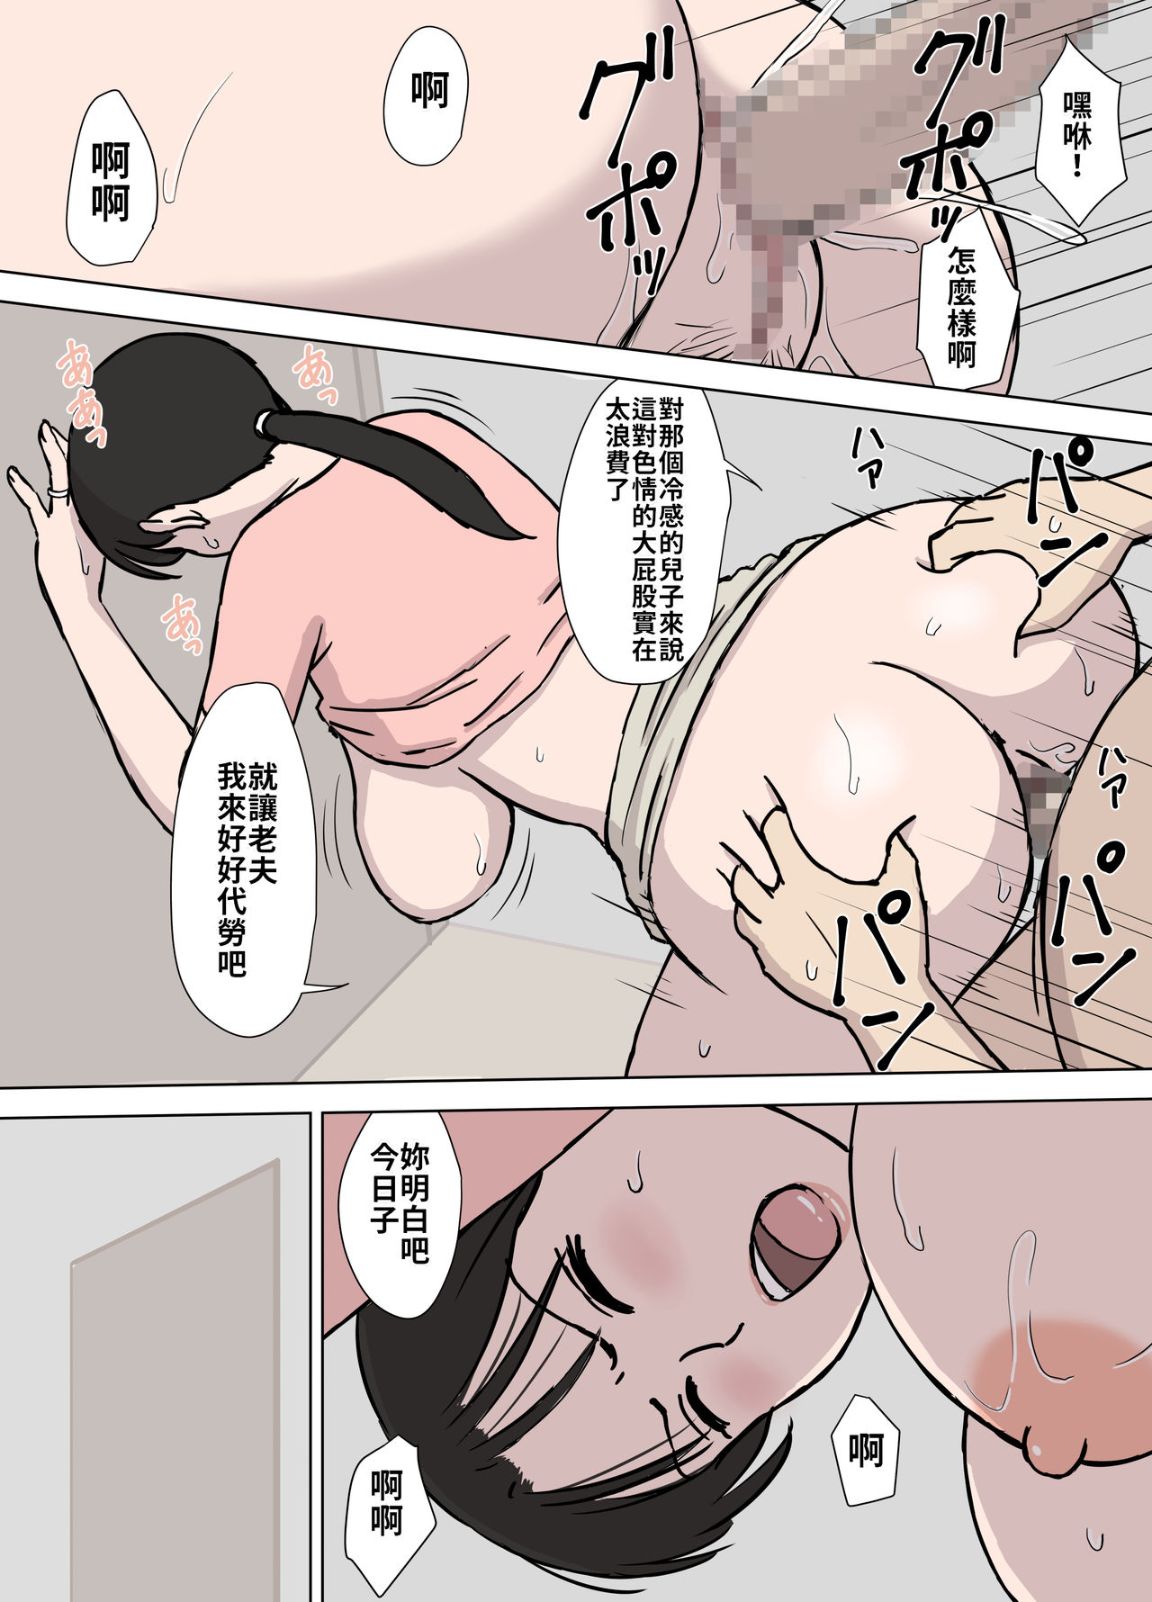 嘿咻！
怎麼樣啊
グ
ポ
ッ
グ
ポ
ッ
啊
啊啊
パン
ハァ
對那個冷感的兒子來說
這對色情的大屁股實在
太浪費了
あっ
あっ
あっ
あっ
ハァ
パン
パン
就讓老夫
我來好好代勞吧
妳明白吧
今日子
啊
啊啊